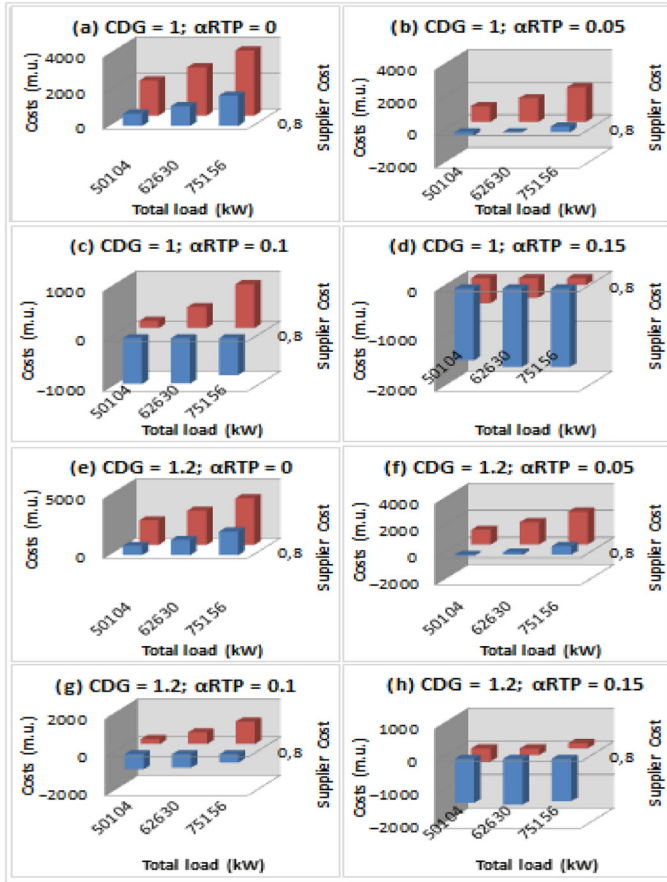 (a) CDG = 1; αRTP = 0
Costs (m.u.)
4000
2000
0
50104
62630
75156
Total load (kW)
0,8
Supplier Cost
(b) CDG = 1; αRTP = 0.05
Costs (m.u.)
4000
2000
0
−2000
50104
62630
75156
Total load (kW)
0,8
Supplier Cost
(c) CDG = 1; αRTP = 0.1
Costs (m.u.)
1000
0
−1000
50104
62630
75156
Total load (kW)
0,8
Supplier Cost
(d) CDG = 1; αRTP = 0.15
Costs (m.u.)
0
−1000
−2000
50104
62630
75156
Total load (kW)
0,8
Supplier Cost
(e) CDG = 1.2; αRTP = 0
Costs (m.u.)
5000
0
50104
62630
75156
Total load (kW)
0,8
Supplier Cost
(f) CDG = 1.2; αRTP = 0.05
Costs (m.u.)
4000
2000
0
−2000
50104
62630
75156
Total load (kW)
0,8
Supplier Cost
(g) CDG = 1.2; αRTP = 0.1
Costs (m.u.)
2000
0
−2000
50104
62630
75156
Total load (kW)
0,8
Supplier Cost
(h) CDG = 1.2; αRTP = 0.15
Costs (m.u.)
1000
0
−1000
−2000
50104
62630
75156
Total load (kW)
0,8
Supplier Cost